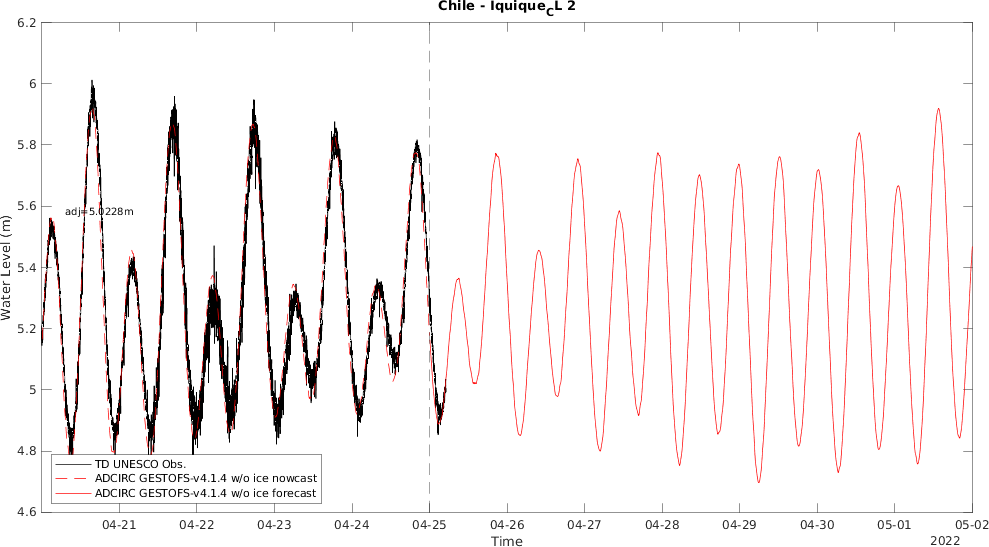 Chile - Iquique_CL 2
6.2
6
5.8
5.6
5.4
5.2
5
4.8
4.6
Water Level (m)
adj=5.0228m
TD UNESCO Obs.
ADCIRC GESTOFS-v4.1.4 w/o ice nowcast
ADCIRC GESTOFS-v4.1.4 w/o ice forecast
04-21 04-22 04-23 04-24 04-25 04-26 04-27 04-28 04-29 04-30 05-01 05-02
Time
2022